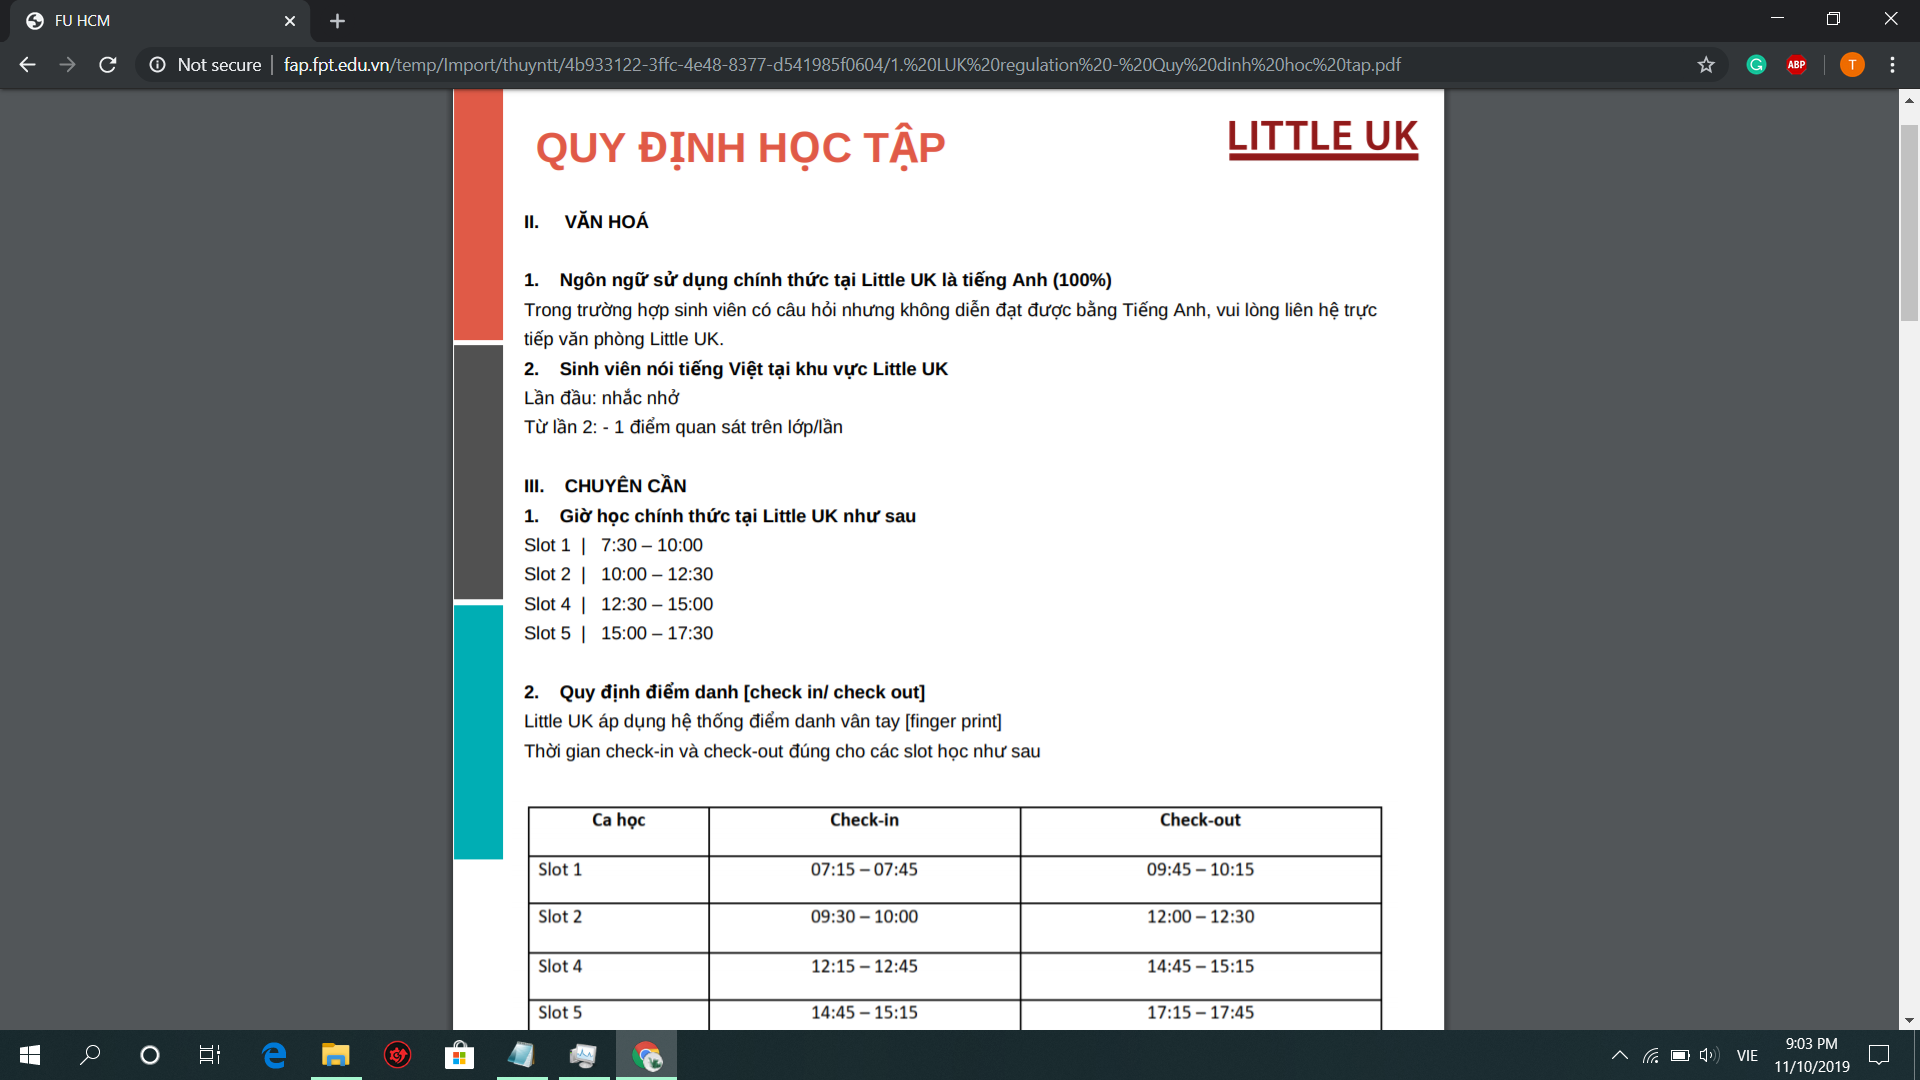 FU HCM
Not secure | fap.fpt.edu.vn/temp/Import/thuyntt/4b933122-3ffc-4e48-8377-d541985f0604/1.%20LUK%20regulation%20-%20Quy%20dinh%20hoc%20tap.pdf
ABP
T
QUY ĐỊNH HỌC TẬP
LITTLE UK
II. VĂN HOÁ
1. Ngôn ngữ sử dụng chính thức tại Little UK là tiếng Anh (100%)
Trong trường hợp sinh viên có câu hỏi nhưng không diễn đạt được bằng Tiếng Anh, vui lòng liên hệ trực
tiếp văn phòng Little UK.
2. Sinh viên nói tiếng Việt tại khu vực Little UK
Lần đầu: nhắc nhở
Từ lần 2: - 1 điểm quan sát trên lớp/lần
III. CHUYÊN CẦN
1. Giờ học chính thức tại Little UK như sau
Slot 1 | 7:30 – 10:00
Slot 2 | 10:00 – 12:30
Slot 4 | 12:30 – 15:00
Slot 5 | 15:00 – 17:30
2. Quy định điểm danh [check in/ check out]
Little UK áp dụng hệ thống điểm danh vân tay [finger print]
Thời gian check-in và check-out đúng cho các slot học như sau
Ca học Check-in Check-out
Slot 1 07:15 – 07:45 09:45 – 10:15
Slot 2 09:30 – 10:00 12:00 – 12:30
Slot 4 12:15 – 12:45 14:45 – 15:15
Slot 5 14:45 – 15:15 17:15 – 17:45
VIE
9:03 PM
11/10/2019